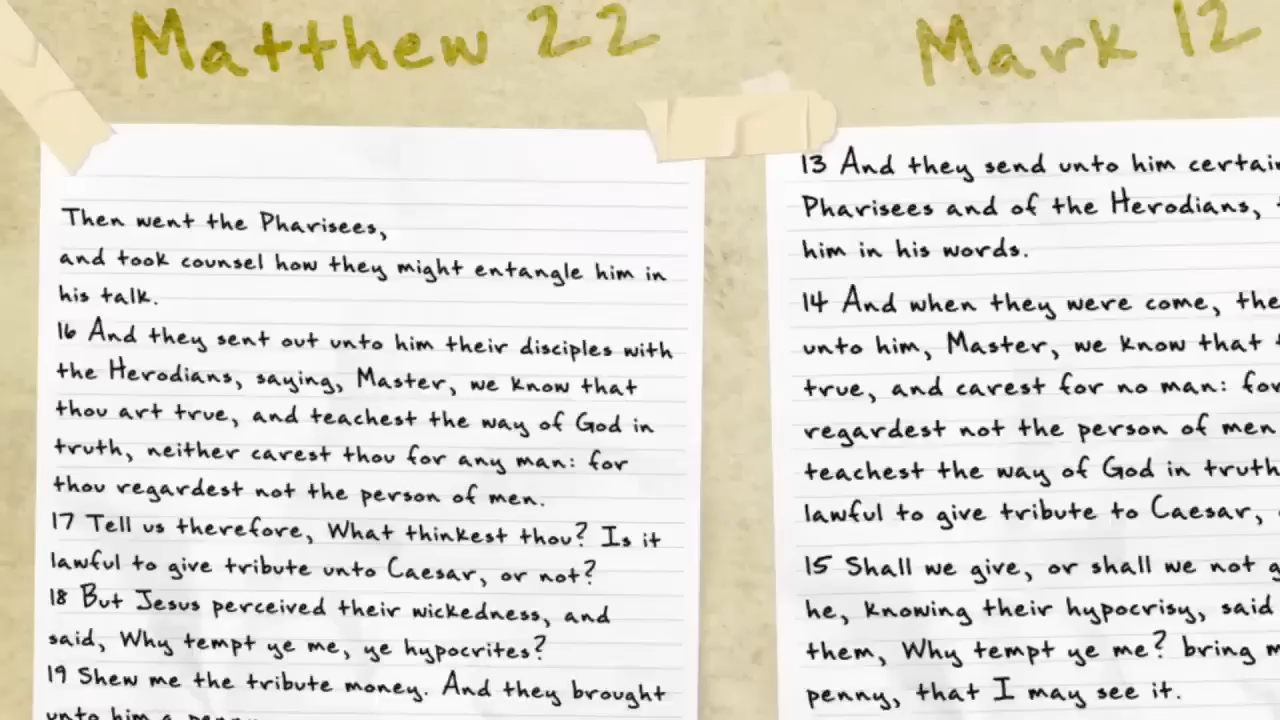 Matthew 22
Then went the Pharisees,
and took counsel how they might entangle him in
his talk.
16 And they sent out unto him their disciples with
the Herodians, saying, Master, we know that
thou art true, and teachest the way of God in
truth, neither carest thou for any man: for
thou regardest not the person of men.
17 Tell us therefore, What thinkest thou? Is it
lawful to give tribute unto Caesar, or not?
18 But Jesus perceived their wickedness, and
said, Why tempt ye me, ye hypocrites?
19 Shew me the tribute money. And they brought
unto him a
Mark 12
13 And they send unto him
Pharisees and of the Herodians,
him in his words.
14 And when they were come,
unto him, Master, we know that
true, and carest for no man:
regardest not the person of men
teachest the way of God in truth
lawful to give tribute to Caesar,
15 Shall we give, or shall we not
he, knowing their hypocrisy, said
them, Why tempt ye me? bring
penny, that I may see it.